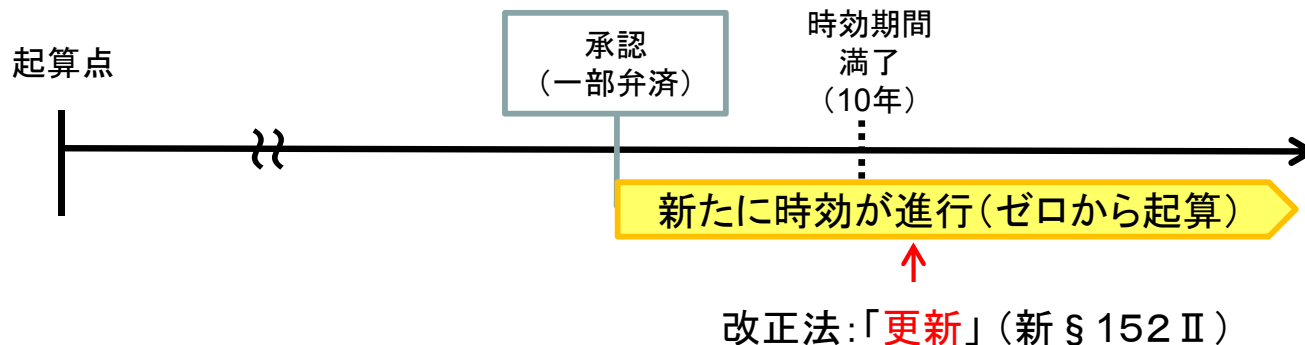 起算点
承認
（一部弁済）
時効期間
満了
（10年）
新たに時効が進行（ゼロから起算）
改正法：「更新」（新§152Ⅱ）